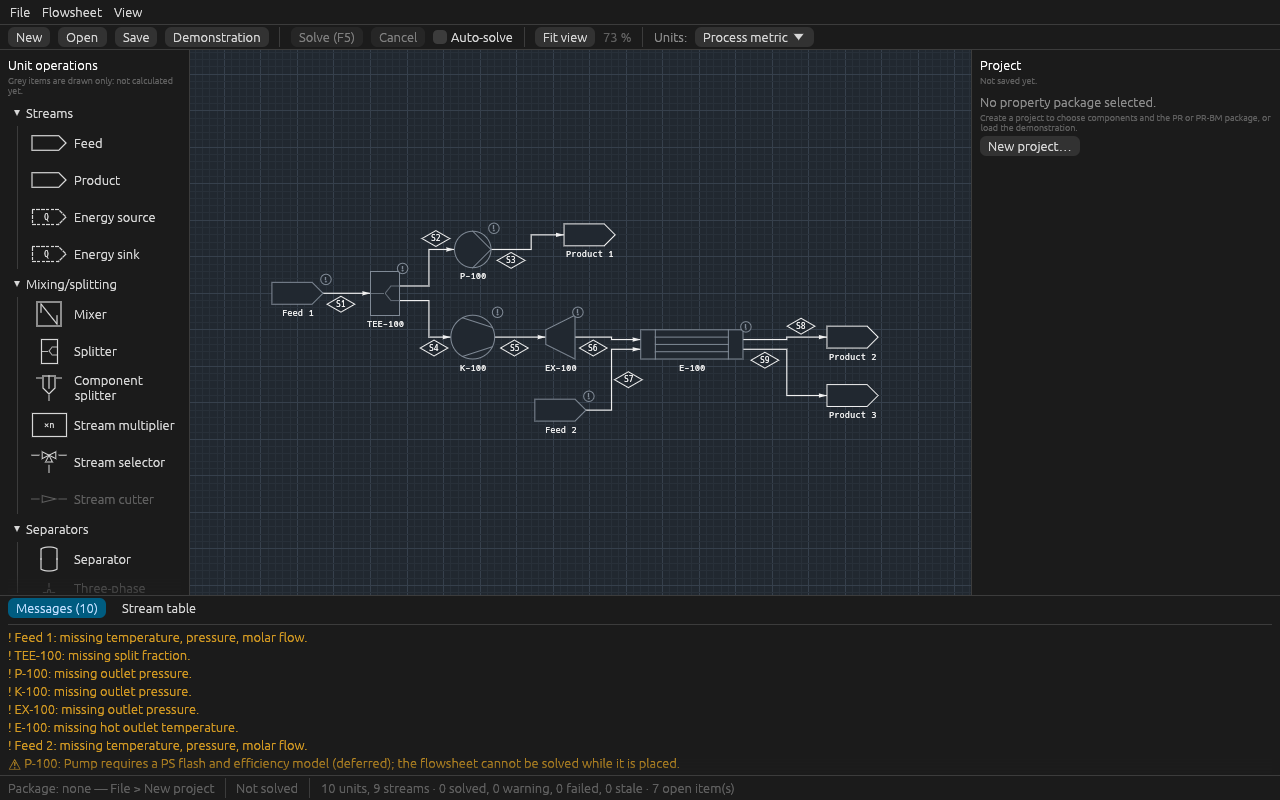 File Flowsheet View
New Open Save Demonstration Solve (F5) Cancel Auto-solve Fit view 73 % Units: Process metric
Unit operations
Grey items are drawn only: not calculated
yet.
Streams
Feed
Product
Q Energy source
Q Energy sink
Mixing/splitting
Mixer
Splitter
Component
splitter
×n Stream multiplier
Stream selector
Stream cutter
Separators
Separator
Three-phase
S2
P-100
S3
Product 1
Feed 1
S1
TEE-100
S4
K-100
S5
EX-100
S6
S7
Feed 2
E-100
S8
S9
Product 2
Product 3
Project
Not saved yet.
No property package selected.
Create a project to choose components and the PR or PR-BM package, or
load the demonstration.
New project…
Messages (10) Stream table
! Feed 1: missing temperature, pressure, molar flow.
! TEE-100: missing split fraction.
! P-100: missing outlet pressure.
! K-100: missing outlet pressure.
! EX-100: missing outlet pressure.
! E-100: missing hot outlet temperature.
! Feed 2: missing temperature, pressure, molar flow.
⚠ P-100: Pump requires a PS flash and efficiency model (deferred); the flowsheet cannot be solved while it is placed.
Package: none — File > New project Not solved 10 units, 9 streams · 0 solved, 0 warning, 0 failed, 0 stale · 7 open item(s)